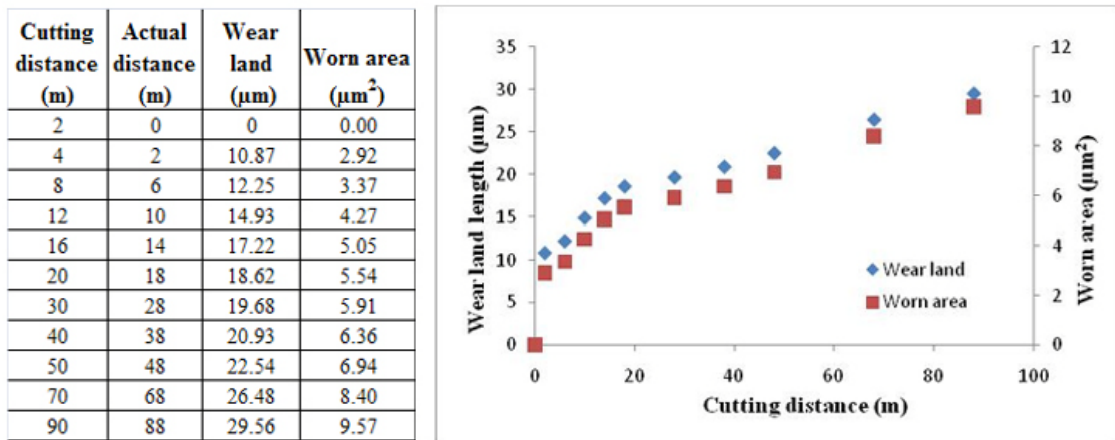 Cutting distance (m) Actual distance (m) Wear land (µm) Worn area (µm²)
2 0 0 0.00
4 2 10.87 2.92
8 6 12.25 3.37
12 10 14.93 4.27
16 14 17.22 5.05
20 18 18.62 5.54
30 28 19.68 5.91
40 38 20.93 6.36
50 48 22.54 6.94
70 68 26.48 8.40
90 88 29.56 9.57
Wear land length (µm)
35
30
25
20
15
10
5
0
0 20 40 60 80 100
Cutting distance (m)
Wear land
Worn area
12
10
8
6
4
2
0
Worn area (µm²)